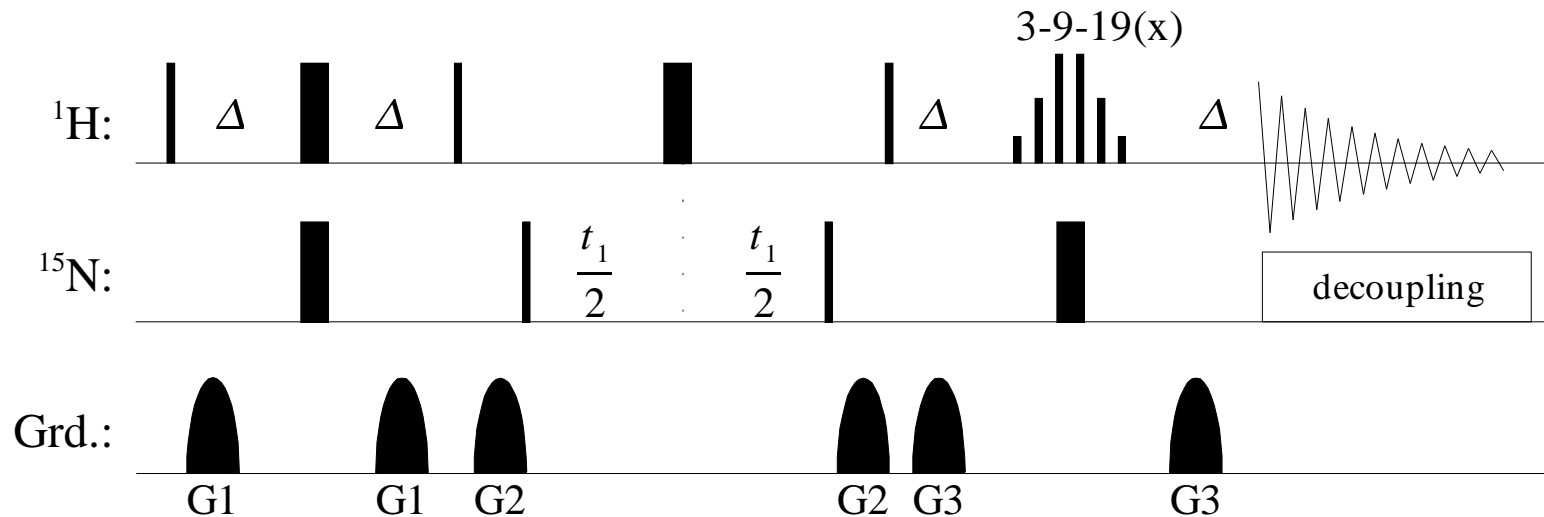 3-9-19(x)
¹H: Δ Δ Δ Δ
¹⁵N: t₁/2 t₁/2 decoupling
Grd.:
G1 G1 G2 G2 G3 G3